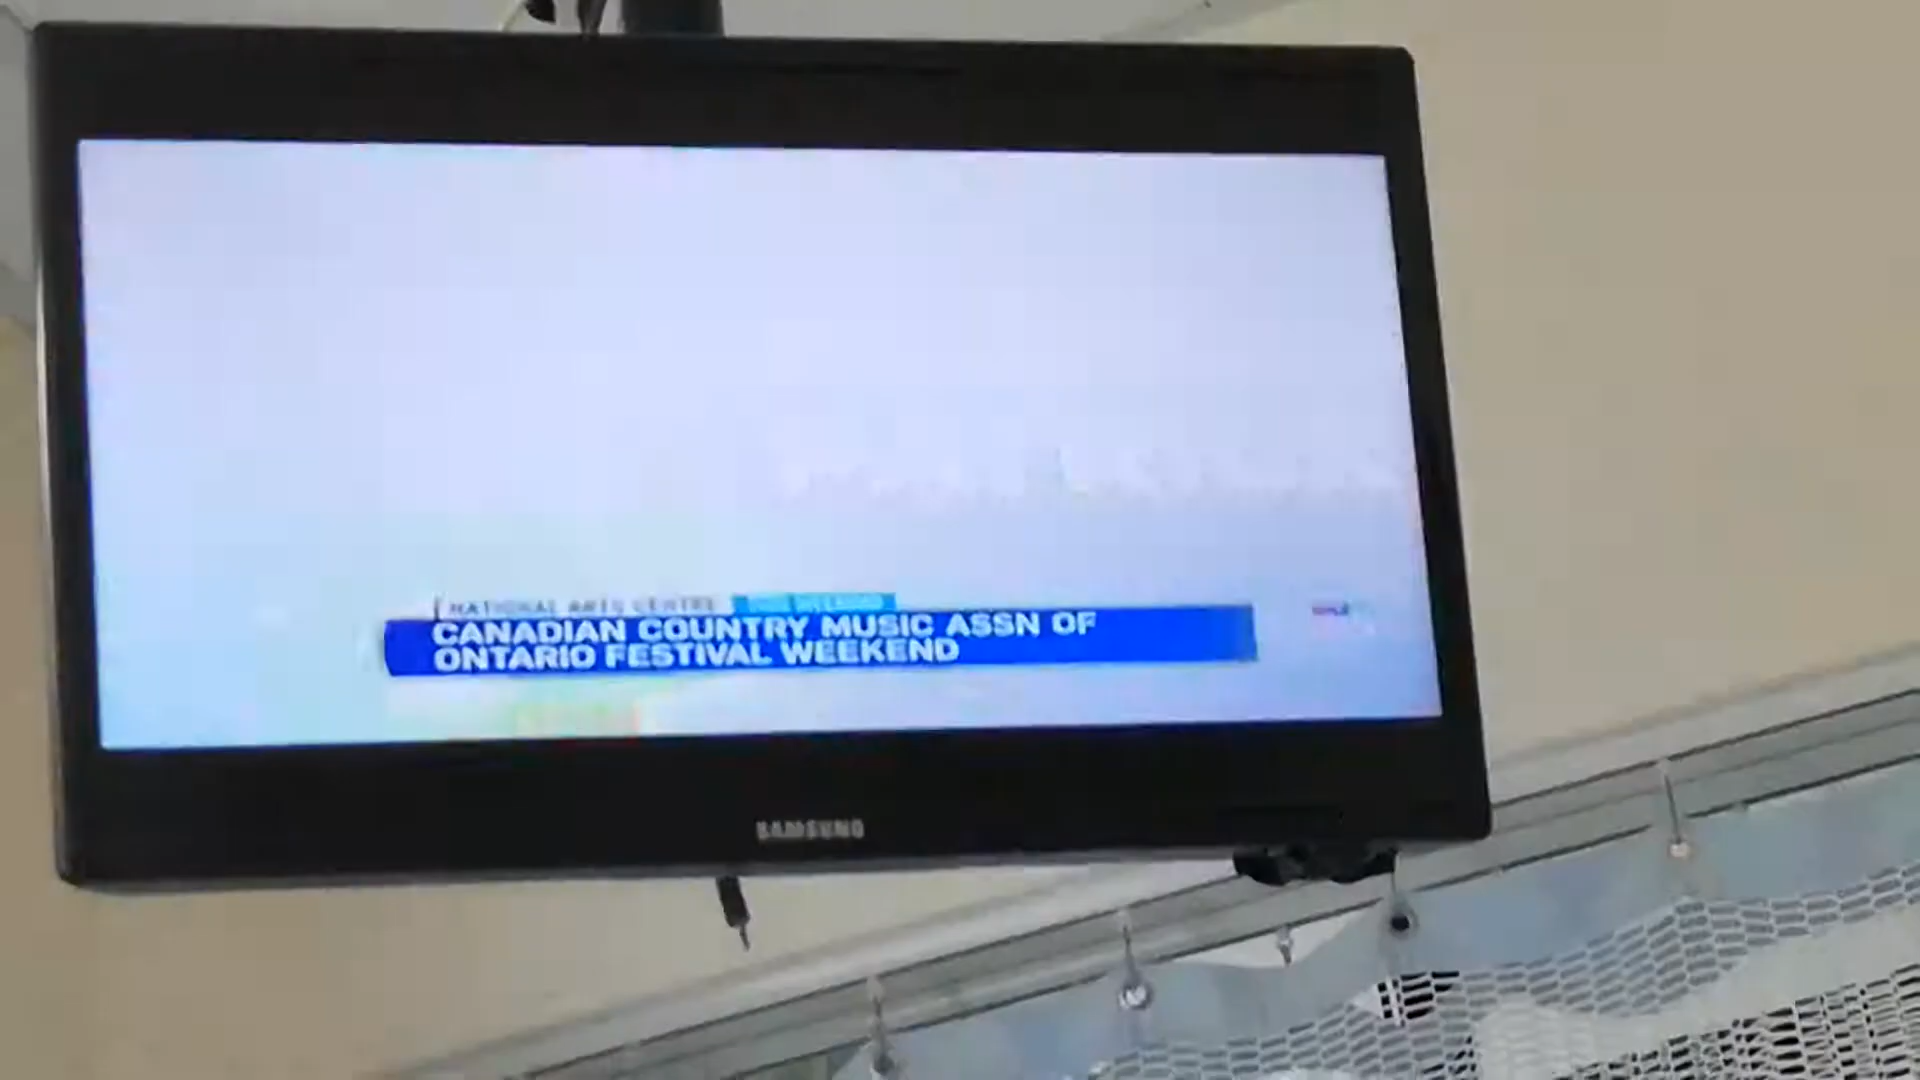 NATIONAL ARTS CENTRE
CANADIAN COUNTRY MUSIC ASSN OF
ONTARIO FESTIVAL WEEKEND
SAMSUNG